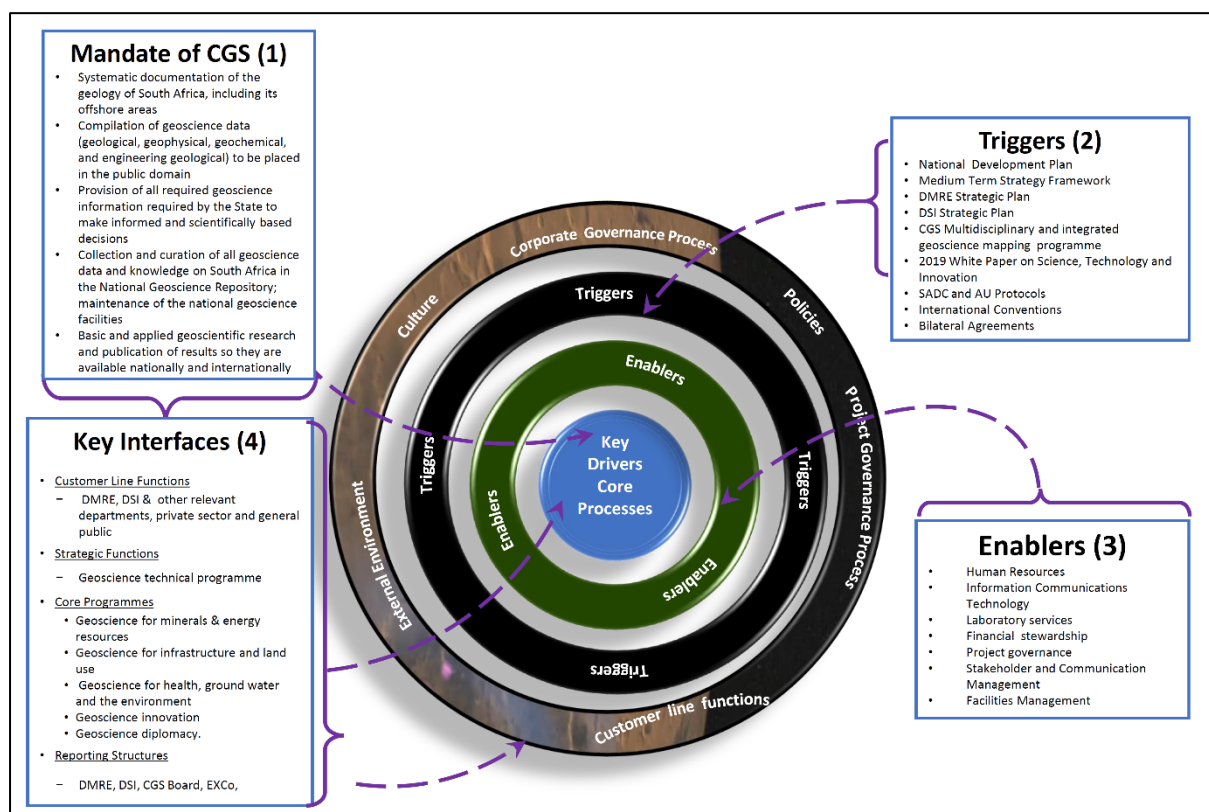 Mandate of CGS (1)
• Systematic documentation of the
geology of South Africa, including its
offshore areas
• Compilation of geoscience data
(geological, geophysical, geochemical,
and engineering geological) to be placed
in the public domain
• Provision of all required geoscience
information required by the State to
make informed and scientifically based
decisions
• Collection and curation of all geoscience
data and knowledge on South Africa in
the National Geoscience Repository;
maintenance of the national geoscience
facilities
• Basic and applied geoscientific research
and publication of results so they are
available nationally and internationally
Key Interfaces (4)
• Customer Line Functions
– DMRE, DSI & other relevant
departments, private sector and general
public
• Strategic Functions
– Geoscience technical programme
• Core Programmes
• Geoscience for minerals & energy
resources
• Geoscience for infrastructure and land
use
• Geoscience for health, ground water
and the environment
• Geoscience innovation
• Geoscience diplomacy.
• Reporting Structures
– DMRE, DSI, CGS Board, EXCo,
Corporate Governance Process
Policies
Project Governance Process
Customer line functions
External Environment
Culture
Triggers
Triggers
Triggers
Triggers
Enablers
Enablers
Enablers
Key
Drivers
Core
Processes
Triggers (2)
• National Development Plan
• Medium Term Strategy Framework
• DMRE Strategic Plan
• DSI Strategic Plan
• CGS Multidisciplinary and integrated
geoscience mapping programme
• 2019 White Paper on Science, Technology and
Innovation
• SADC and AU Protocols
• International Conventions
• Bilateral Agreements
Enablers (3)
• Human Resources
• Information Communications
Technology
• Laboratory services
• Financial stewardship
• Project governance
• Stakeholder and Communication
Management
• Facilities Management